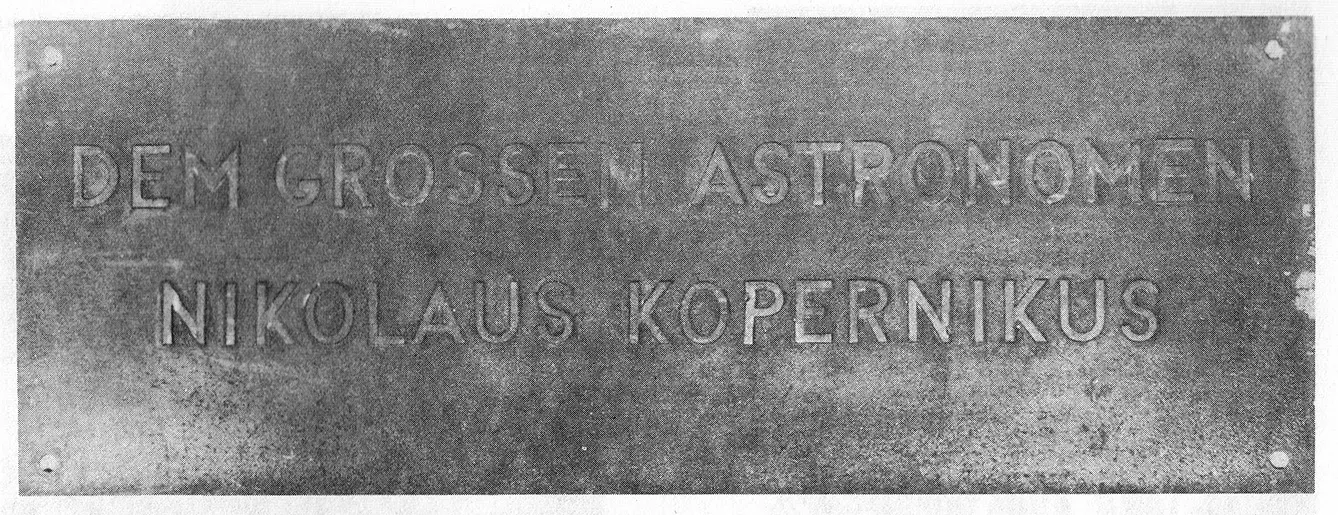 DEM GROSSEN ASTRONOMEN
NIKOLAUS KOPERNIKUS